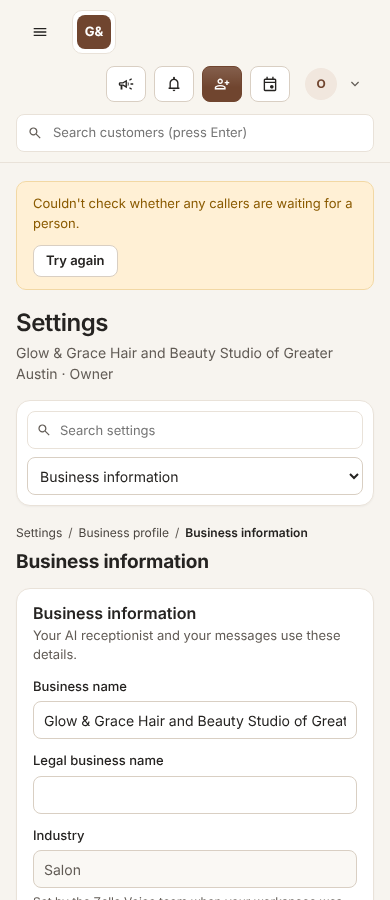 G&
O
Search customers (press Enter)
Couldn't check whether any callers are waiting for a
person.
Try again
Settings
Glow & Grace Hair and Beauty Studio of Greater
Austin · Owner
Search settings
Business information
Settings / Business profile / Business information
Business information
Business information
Your AI receptionist and your messages use these
details.
Business name
Glow & Grace Hair and Beauty Studio of Great
Legal business name
Industry
Salon